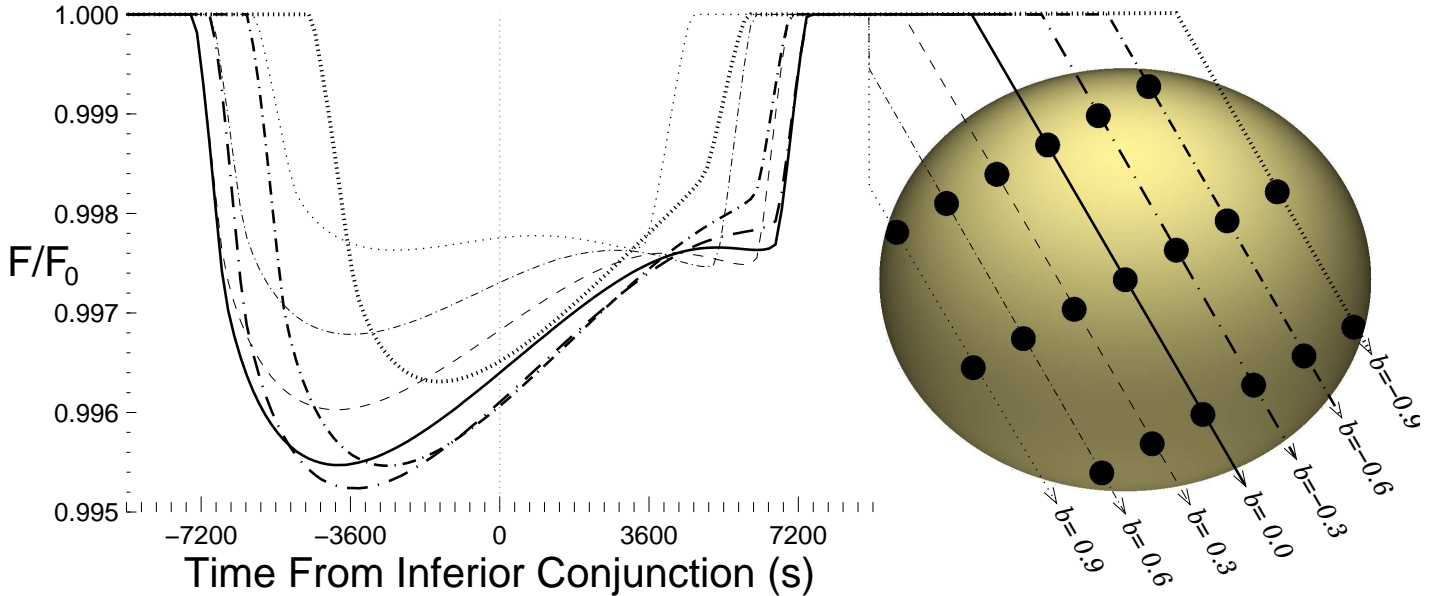 1.000
0.999
0.998
F/F₀
0.997
0.996
0.995
−7200 −3600 0 3600 7200
Time From Inferior Conjunction (s)
b=−0.9
b=−0.6
b=−0.3
b=0.0
b=0.3
b=0.6
b=0.9